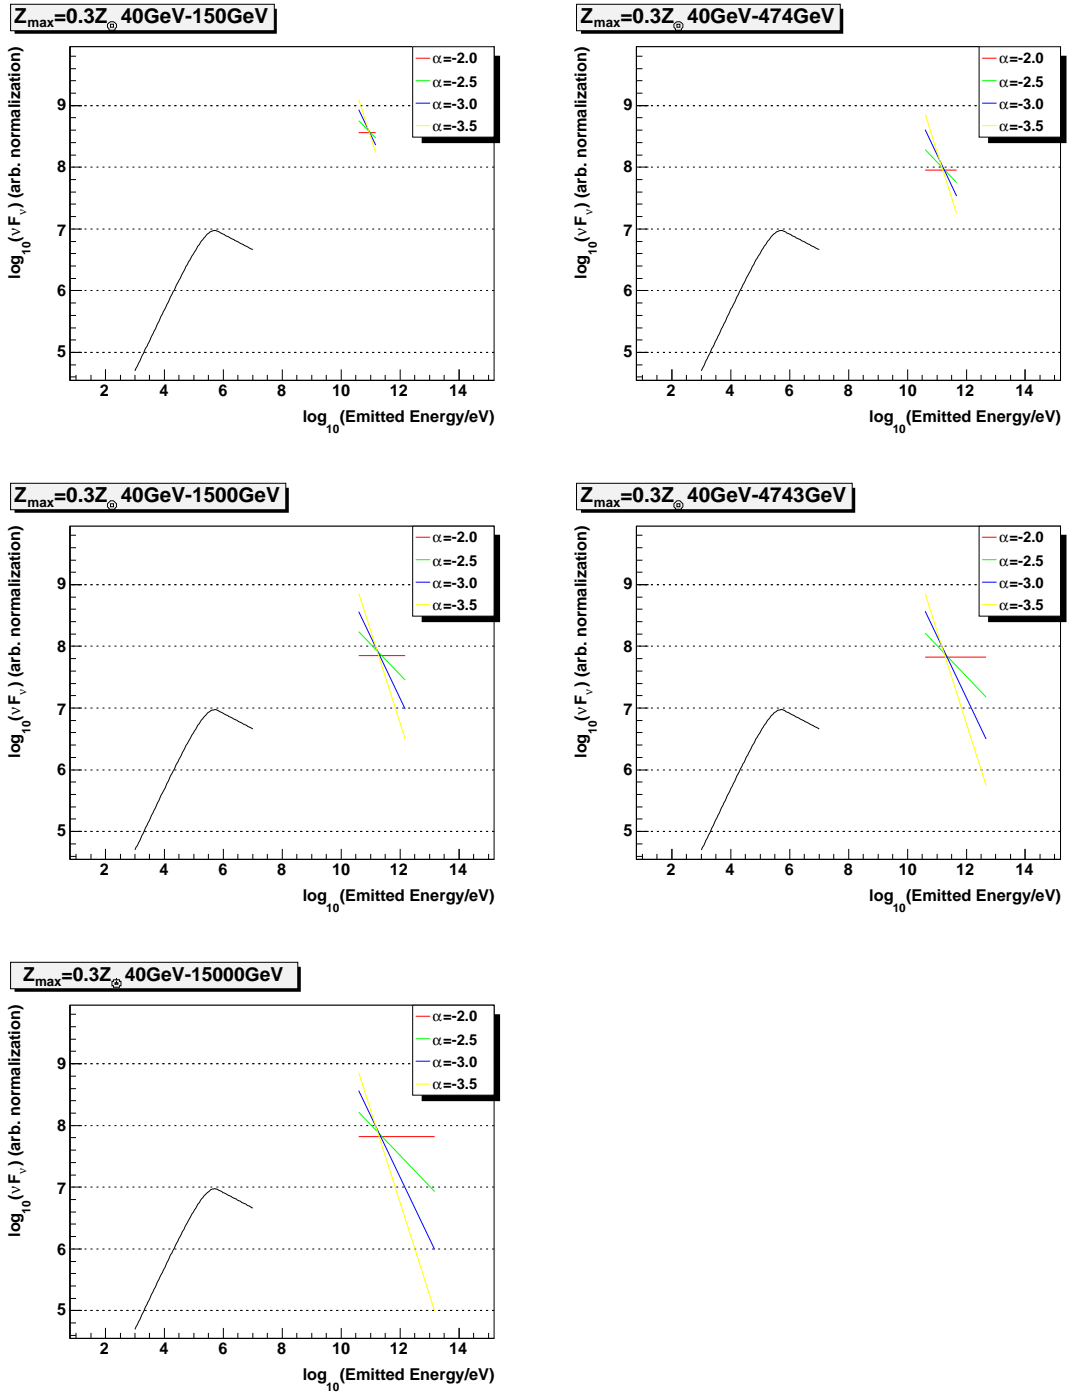 Zmax=0.3Z⊙ 40GeV-150GeV
log10(νFν) (arb. normalization)
α=-2.0
α=-2.5
α=-3.0
α=-3.5
9
8
7
6
5
2 4 6 8 10 12 14
log10(Emitted Energy/eV)
Zmax=0.3Z⊙ 40GeV-474GeV
log10(νFν) (arb. normalization)
α=-2.0
α=-2.5
α=-3.0
α=-3.5
9
8
7
6
5
2 4 6 8 10 12 14
log10(Emitted Energy/eV)
Zmax=0.3Z⊙ 40GeV-1500GeV
log10(νFν) (arb. normalization)
α=-2.0
α=-2.5
α=-3.0
α=-3.5
9
8
7
6
5
2 4 6 8 10 12 14
log10(Emitted Energy/eV)
Zmax=0.3Z⊙ 40GeV-4743GeV
log10(νFν) (arb. normalization)
α=-2.0
α=-2.5
α=-3.0
α=-3.5
9
8
7
6
5
2 4 6 8 10 12 14
log10(Emitted Energy/eV)
Zmax=0.3Z⊙ 40GeV-15000GeV
log10(νFν) (arb. normalization)
α=-2.0
α=-2.5
α=-3.0
α=-3.5
9
8
7
6
5
2 4 6 8 10 12 14
log10(Emitted Energy/eV)